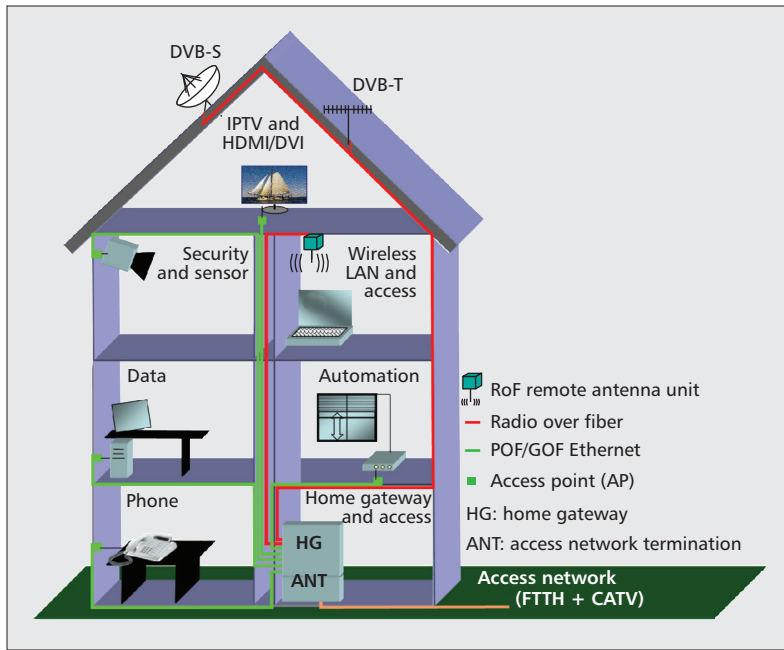 DVB-S
DVB-T
IPTV and
HDMI/DVI
Security
and sensor
Wireless
LAN and
access
Data
Automation
Phone
Home gateway
and access
HG
ANT
RoF remote antenna unit
Radio over fiber
POF/GOF Ethernet
Access point (AP)
HG: home gateway
ANT: access network termination
Access network
(FTTH + CATV)